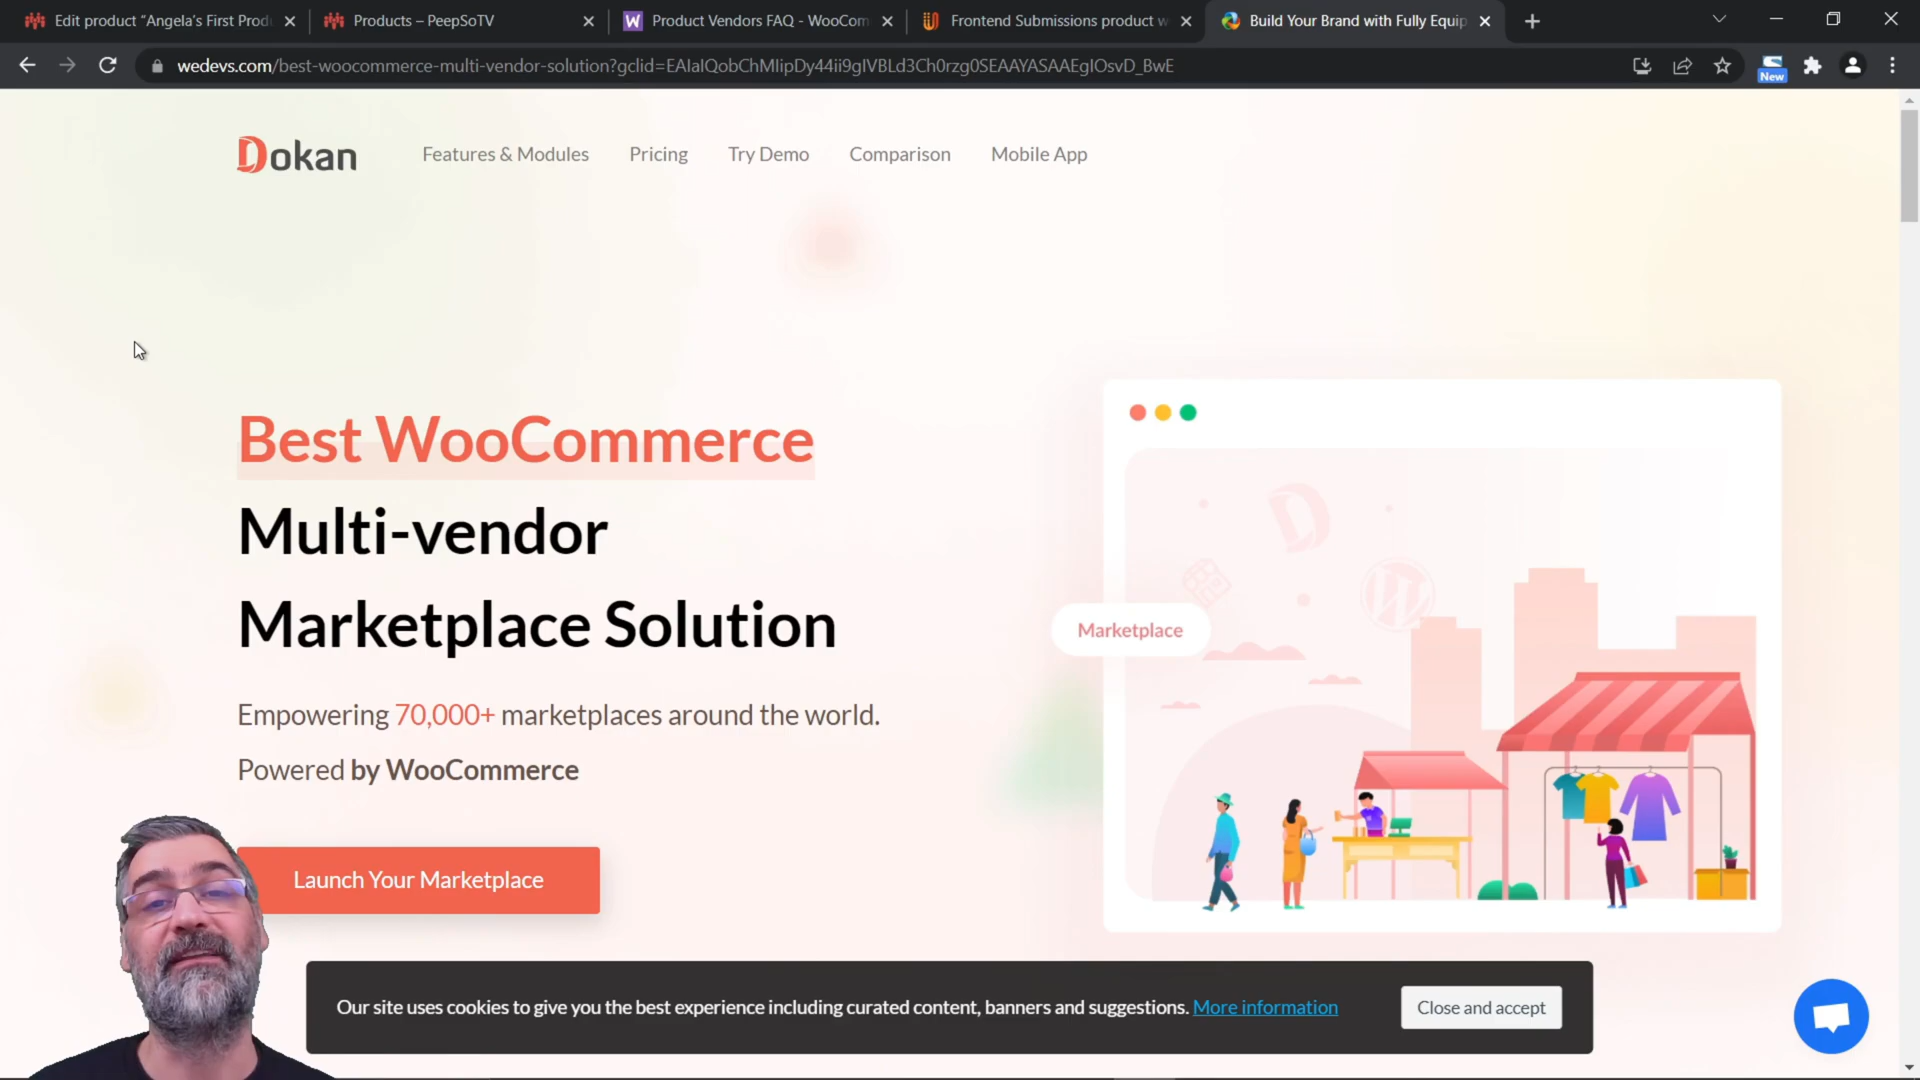 Edit product “Angela’s First Produ
Products – PeepSoTV
Product Vendors FAQ - WooCom
Frontend Submissions product w
Build Your Brand with Fully Equip
wedevs.com/best-woocommerce-multi-vendor-solution?gclid=EAIaIQobChMIipDy44ii9gIVBLd3Ch0rzg0SEAAYASAAEgIOsvD_BwE
New
Dokan
Features & Modules
Pricing
Try Demo
Comparison
Mobile App
Best WooCommerce
Multi-vendor
Marketplace Solution
Empowering 70,000+ marketplaces around the world.
Powered by WooCommerce
Launch Your Marketplace
Marketplace
Our site uses cookies to give you the best experience including curated content, banners and suggestions. More information
Close and accept